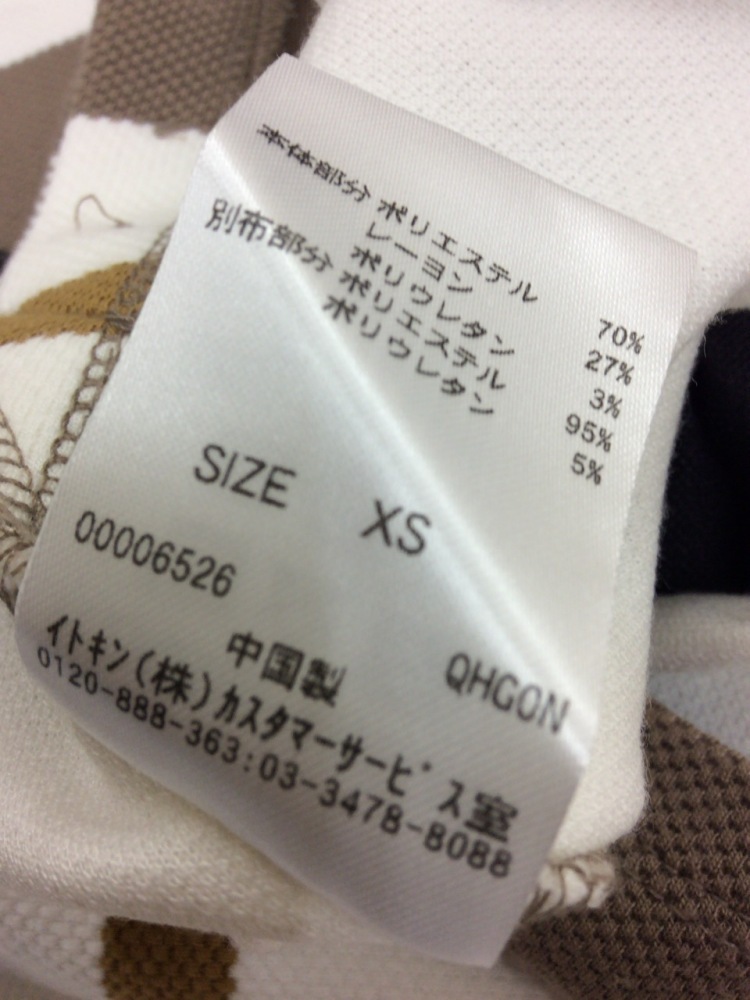 本体部分 ポリエステル 70%
レーヨン 27%
ポリウレタン 3%
別布部分 ポリエステル 95%
ポリウレタン 5%
SIZE XS
00006526
中国製 QHGON
イトキン(株)カスタマーサービス室
0120-888-363:03-3478-8088